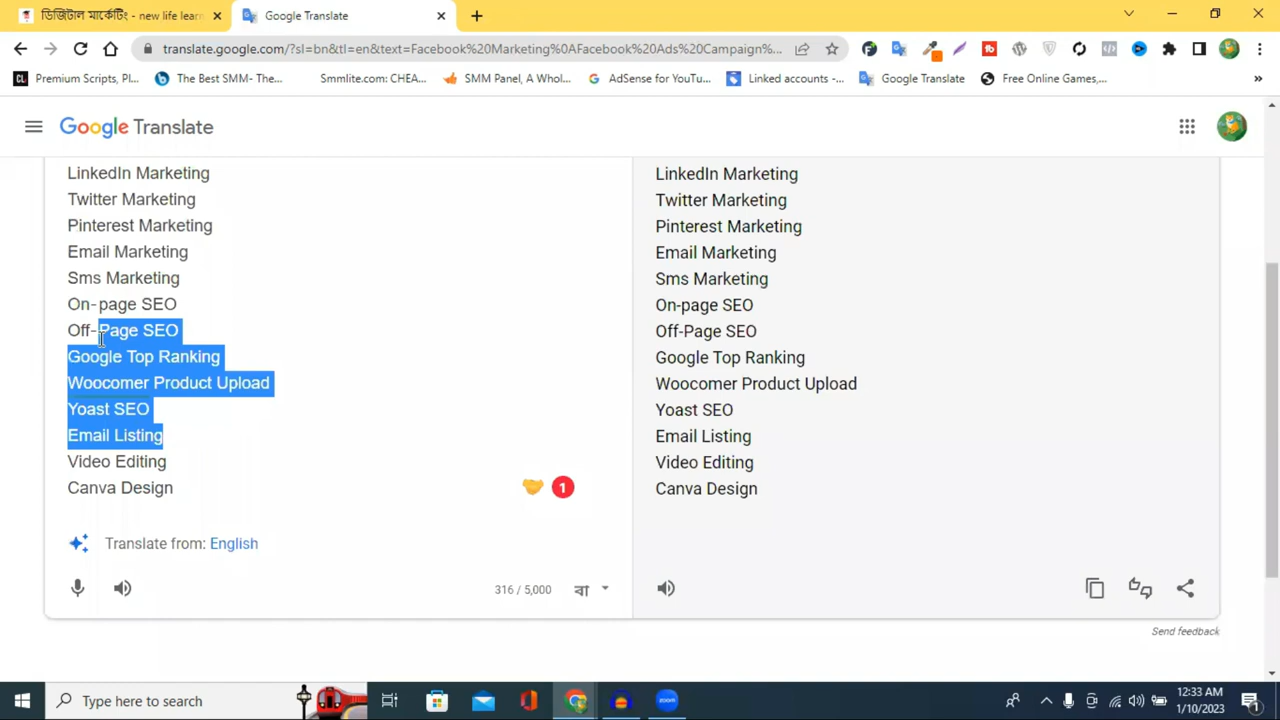 ডিজিটাল মার্কেটিং - new life lear
Google Translate
translate.google.com/?sl=bn&tl=en&text=Facebook%20Marketing%0AFacebook%20Ads%20Campaign%...
Premium Scripts, Pl...
The Best SMM- The...
Smmlite.com: CHEA...
SMM Panel, A Whol...
AdSense for YouTu...
Linked accounts -...
Google Translate
Free Online Games,...
Google Translate
LinkedIn Marketing
Twitter Marketing
Pinterest Marketing
Email Marketing
Sms Marketing
On-page SEO
Off-Page SEO
Google Top Ranking
Woocomer Product Upload
Yoast SEO
Email Listing
Video Editing
Canva Design
1
Translate from: English
316 / 5,000
বা
LinkedIn Marketing
Twitter Marketing
Pinterest Marketing
Email Marketing
Sms Marketing
On-page SEO
Off-Page SEO
Google Top Ranking
Woocomer Product Upload
Yoast SEO
Email Listing
Video Editing
Canva Design
Send feedback
Type here to search
zoom
12:33 AM
1/10/2023
1